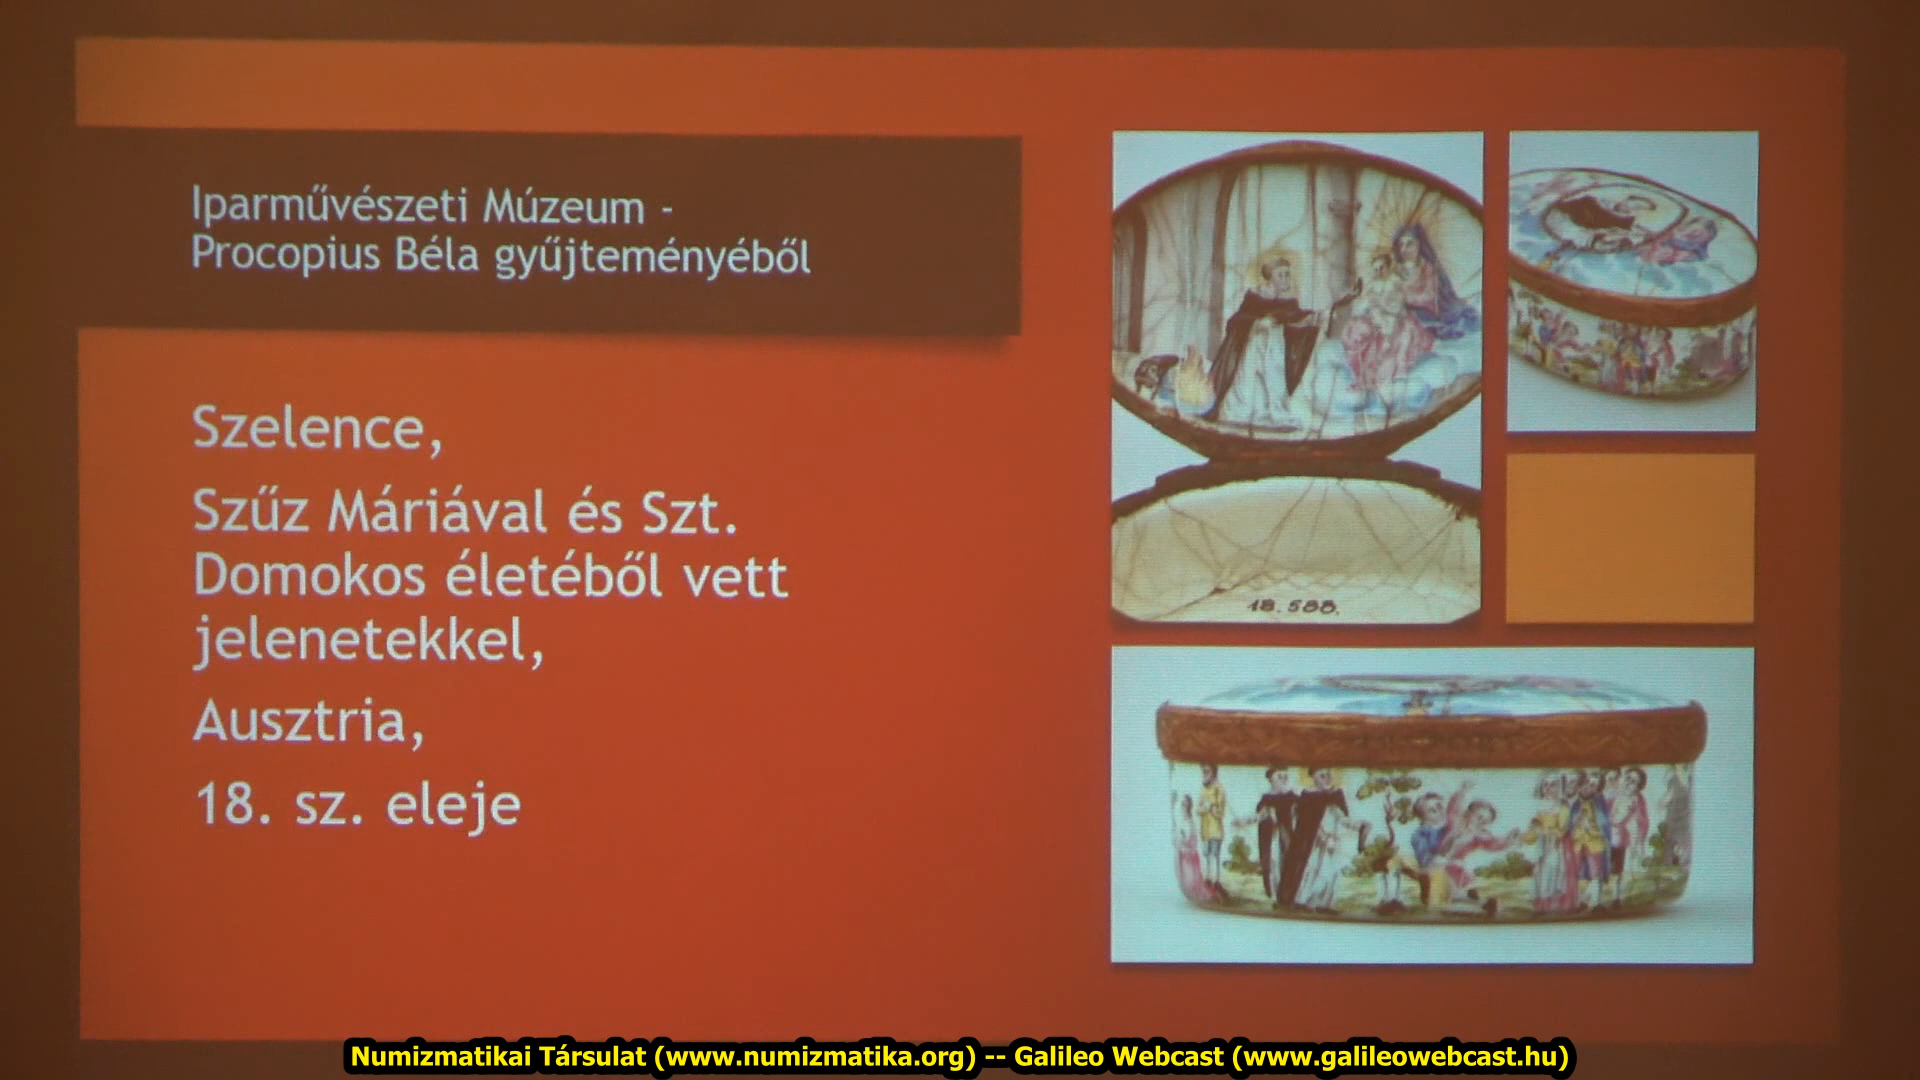 Iparművészeti Múzeum -
Procopius Béla gyűjteményéből
Szelence,
Szűz Máriával és Szt.
Domokos életéből vett
jelenetekkel,
Ausztria,
18. sz. eleje
18.588.
Numizmatikai Társulat (www.numizmatika.org) -- Galileo Webcast (www.galileowebcast.hu)